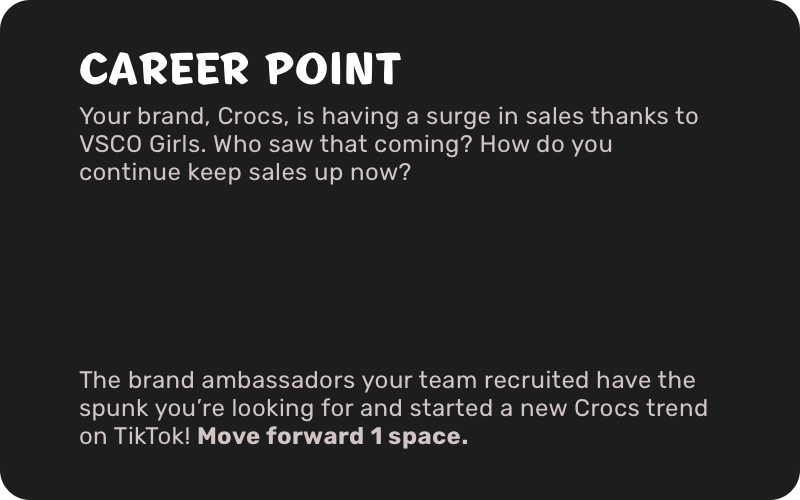 CAREER POINT
Your brand, Crocs, is having a surge in sales thanks to
VSCO Girls. Who saw that coming? How do you
continue keep sales up now?
The brand ambassadors your team recruited have the
spunk you’re looking for and started a new Crocs trend
on TikTok! Move forward 1 space.